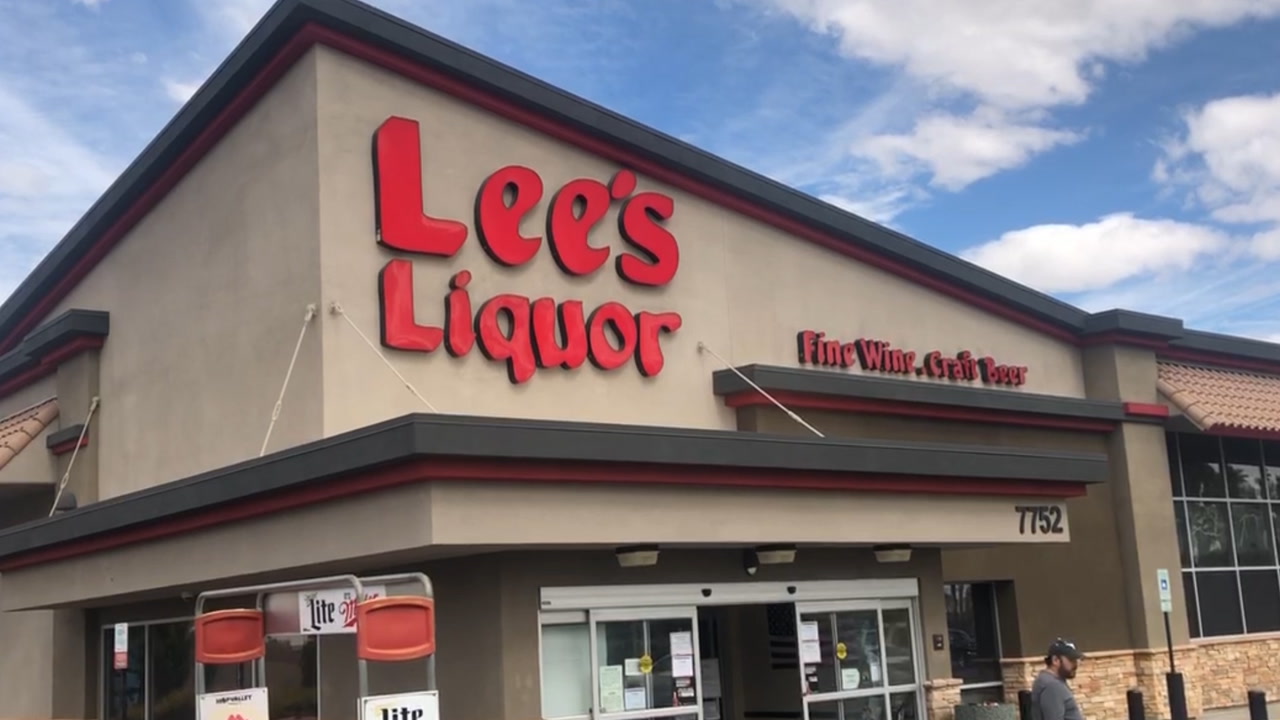 Lee's
Liquor
Fine Wine. Craft Beer
7752
Lite
Lite